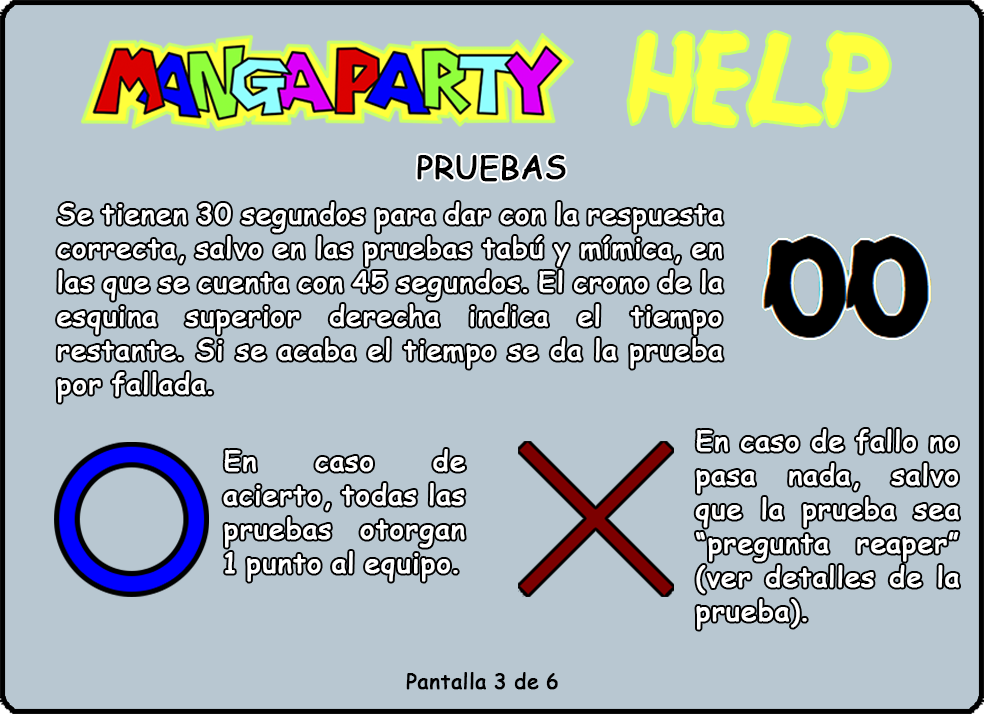 MANGAPARTY HELP
PRUEBAS
Se tienen 30 segundos para dar con la respuesta
correcta, salvo en las pruebas tabú y mímica, en
las que se cuenta con 45 segundos. El crono de la
esquina superior derecha indica el tiempo
restante. Si se acaba el tiempo se da la prueba
por fallada.
00
En caso de
acierto, todas las
pruebas otorgan
1 punto al equipo.
En caso de fallo no
pasa nada, salvo
que la prueba sea
“pregunta reaper”
(ver detalles de la
prueba).
Pantalla 3 de 6